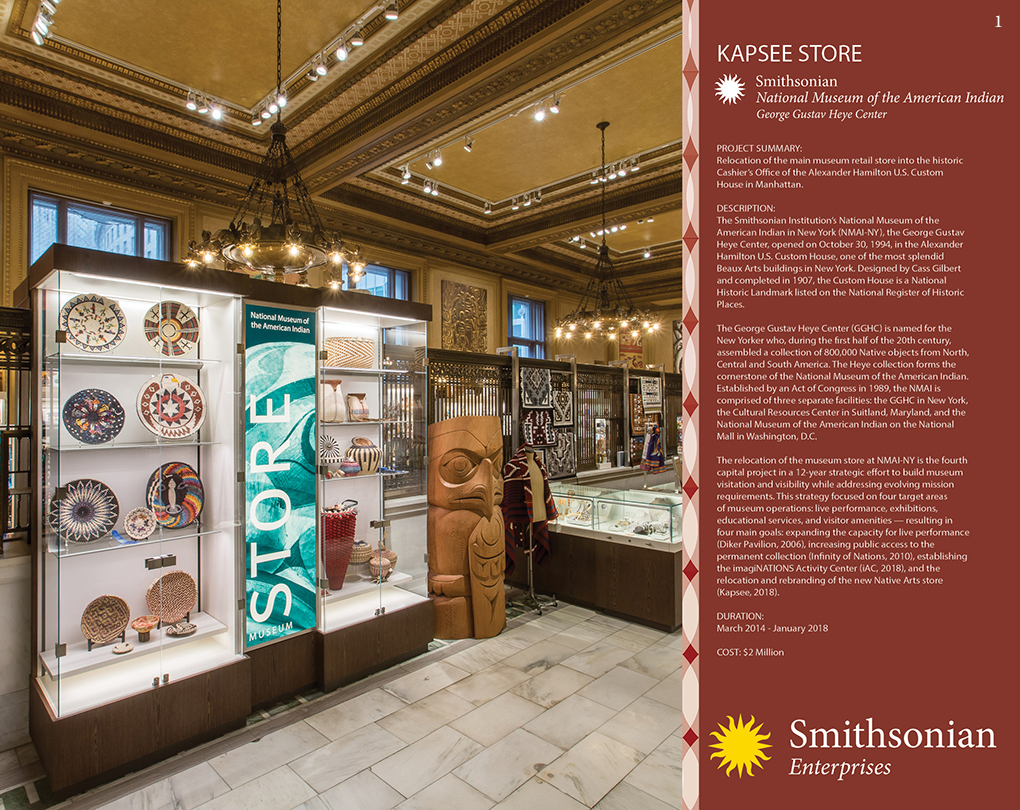 National Museum of
the American Indian
STORE
MUSEUM
1
KAPSEE STORE
Smithsonian
National Museum of the American Indian
George Gustav Heye Center
PROJECT SUMMARY:
Relocation of the main museum retail store into the historic
Cashier's Office of the Alexander Hamilton U.S. Custom
House in Manhattan.
DESCRIPTION:
The Smithsonian Institution's National Museum of the
American Indian in New York (NMAI-NY), the George Gustav
Heye Center, opened on October 30, 1994, in the Alexander
Hamilton U.S. Custom House, one of the most splendid
Beaux Arts buildings in New York. Designed by Cass Gilbert
and completed in 1907, the Custom House is a National
Historic Landmark listed on the National Register of Historic
Places.
The George Gustav Heye Center (GGHC) is named for the
New Yorker who, during the first half of the 20th century,
assembled a collection of 800,000 Native objects from North,
Central and South America. The Heye collection forms the
cornerstone of the National Museum of the American Indian.
Established by an Act of Congress in 1989, the NMAI is
comprised of three separate facilities: the GGHC in New York,
the Cultural Resources Center in Suitland, Maryland, and the
National Museum of the American Indian on the National
Mall in Washington, D.C.
The relocation of the museum store at NMAI-NY is the fourth
capital project in a 12-year strategic effort to build museum
visitation and visibility while addressing evolving mission
requirements. This strategy focused on four target areas
of museum operations: live performance, exhibitions,
educational services, and visitor amenities — resulting in
four main goals: expanding the capacity for live performance
(Diker Pavilion, 2006), increasing public access to the
permanent collection (Infinity of Nations, 2010), establishing
the imagiNATIONS Activity Center (iAC, 2018), and the
relocation and rebranding of the new Native Arts store
(Kapsee, 2018).
DURATION:
March 2014 - January 2018
COST: $2 Million
Smithsonian
Enterprises